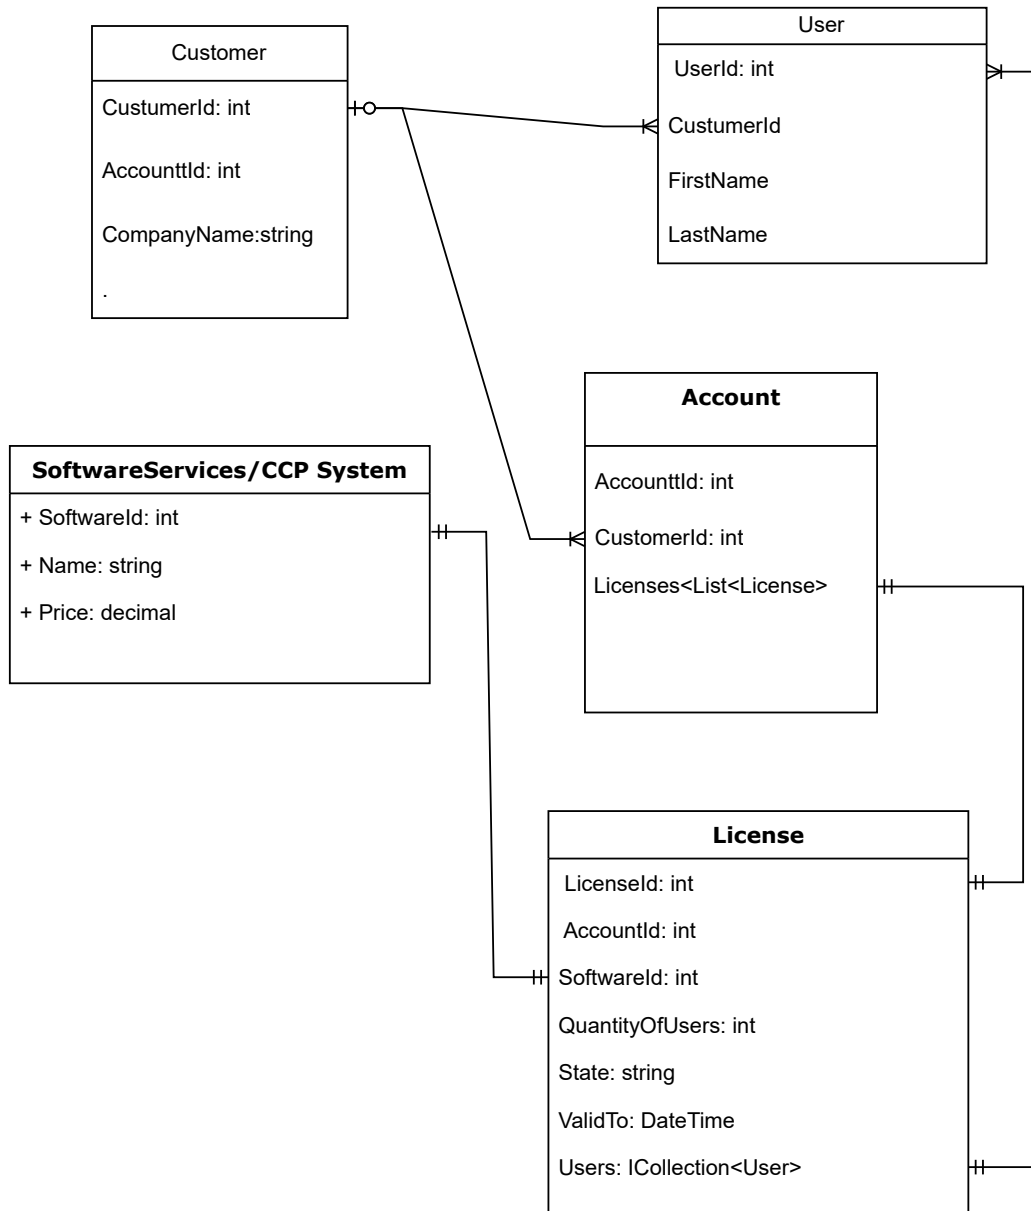 Customer
CustumerId: int
AccounttId: int
CompanyName:string
.
User
UserId: int
CustumerId
FirstName
LastName
Account
AccounttId: int
CustomerId: int
Licenses<List<License>
SoftwareServices/CCP System
+ SoftwareId: int
+ Name: string
+ Price: decimal
License
LicenseId: int
AccountId: int
SoftwareId: int
QuantityOfUsers: int
State: string
ValidTo: DateTime
Users: ICollection<User>